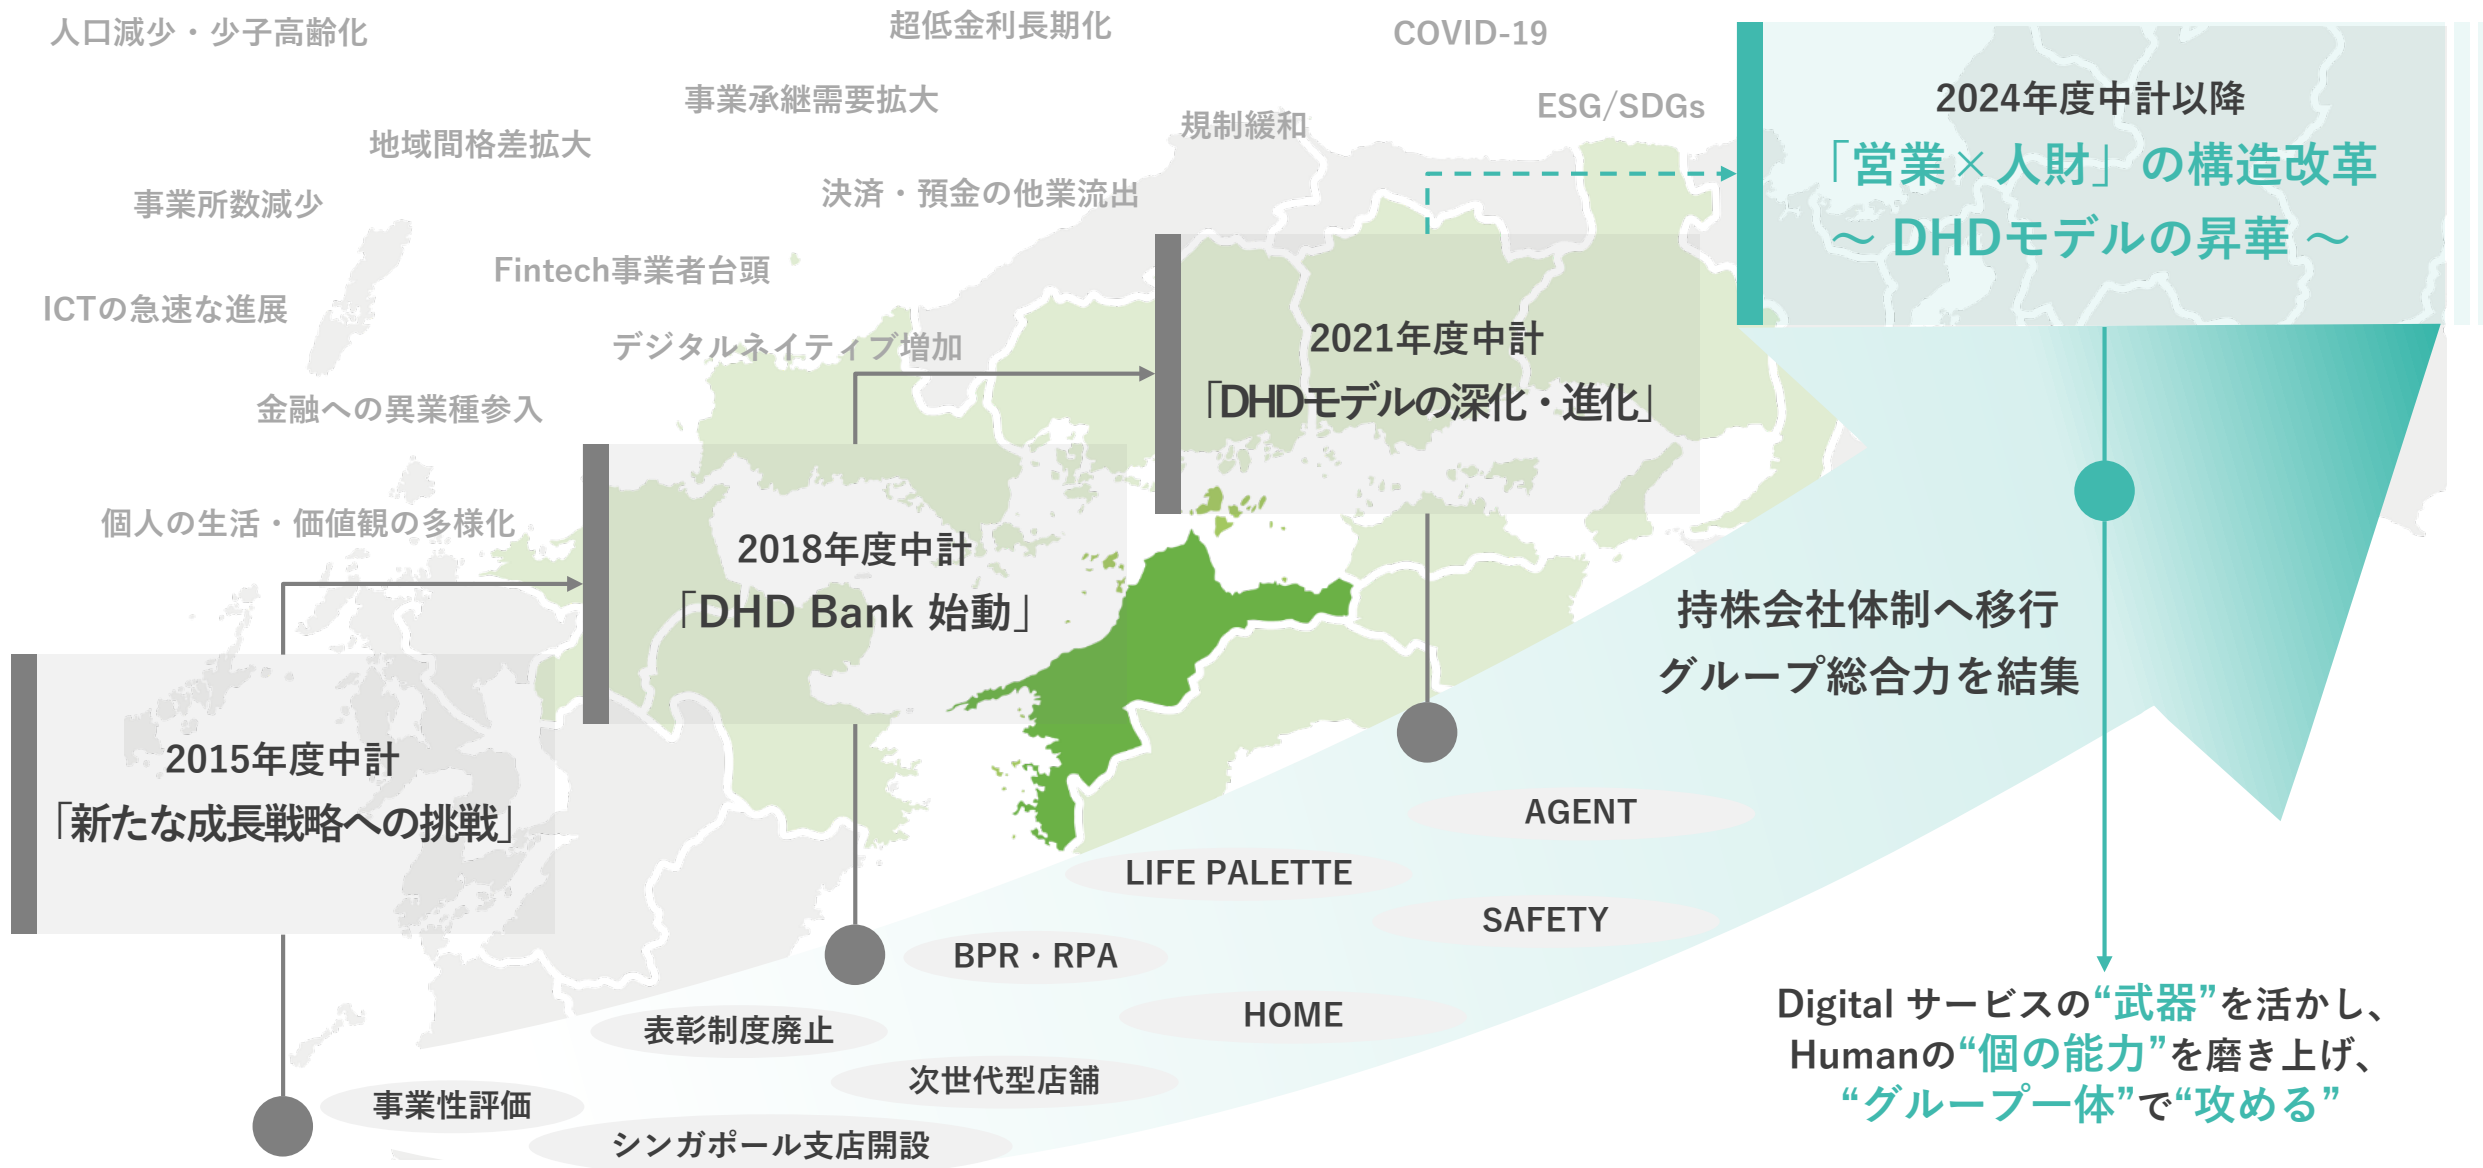 人口減少・少子高齢化
超低金利長期化
COVID-19
事業承継需要拡大
ESG/SDGs
規制緩和
地域間格差拡大
決済・預金の他業流出
事業所数減少
Fintech事業者台頭
ICTの急速な進展
デジタルネイティブ増加
金融への異業種参入
個人の生活・価値観の多様化
2015年度中計
「新たな成長戦略への挑戦」
2018年度中計
「DHD Bank 始動」
2021年度中計
「DHDモデルの深化・進化」
2024年度中計以降
「営業×人財」の構造改革
～ DHDモデルの昇華 ～
持株会社体制へ移行
グループ総合力を結集
AGENT
LIFE PALETTE
SAFETY
BPR・RPA
HOME
表彰制度廃止
次世代型店舗
事業性評価
シンガポール支店開設
Digital サービスの“武器”を活かし、
Humanの“個の能力”を磨き上げ、
“グループ一体”で“攻める”